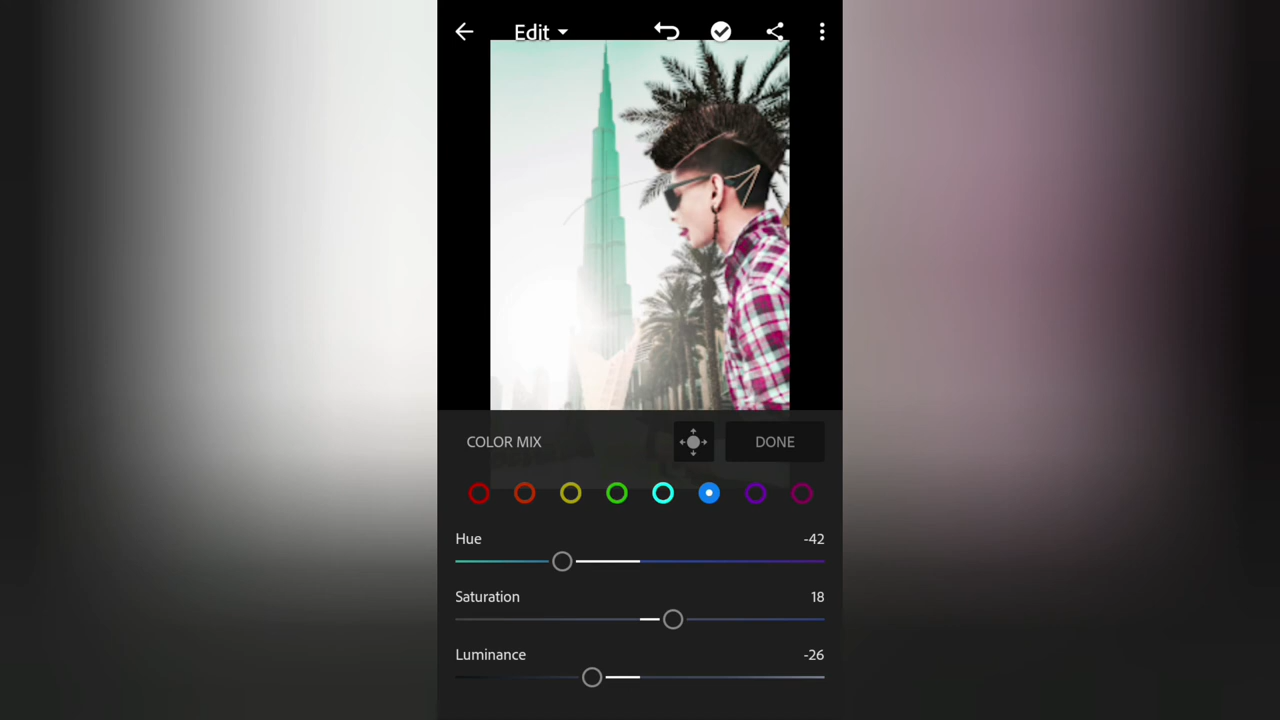 Edit
COLOR MIX
DONE
Hue
-42
Saturation
18
Luminance
-26